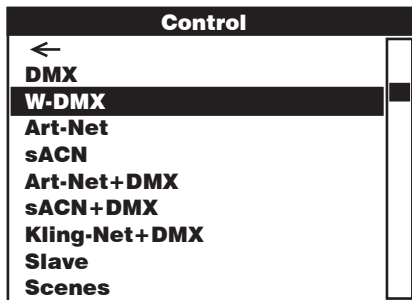 Control
←
DMX
W-DMX
Art-Net
sACN
Art-Net+DMX
sACN+DMX
Kling-Net+DMX
Slave
Scenes